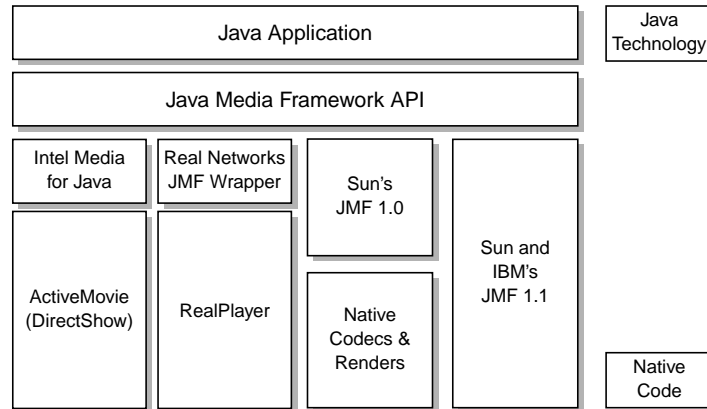 Java Application
Java
Technology
Java Media Framework API
Intel Media
for Java
Real Networks
JMF Wrapper
Sun's
JMF 1.0
Sun and
IBM's
JMF 1.1
ActiveMovie
(DirectShow)
RealPlayer
Native
Codecs &
Renders
Native
Code